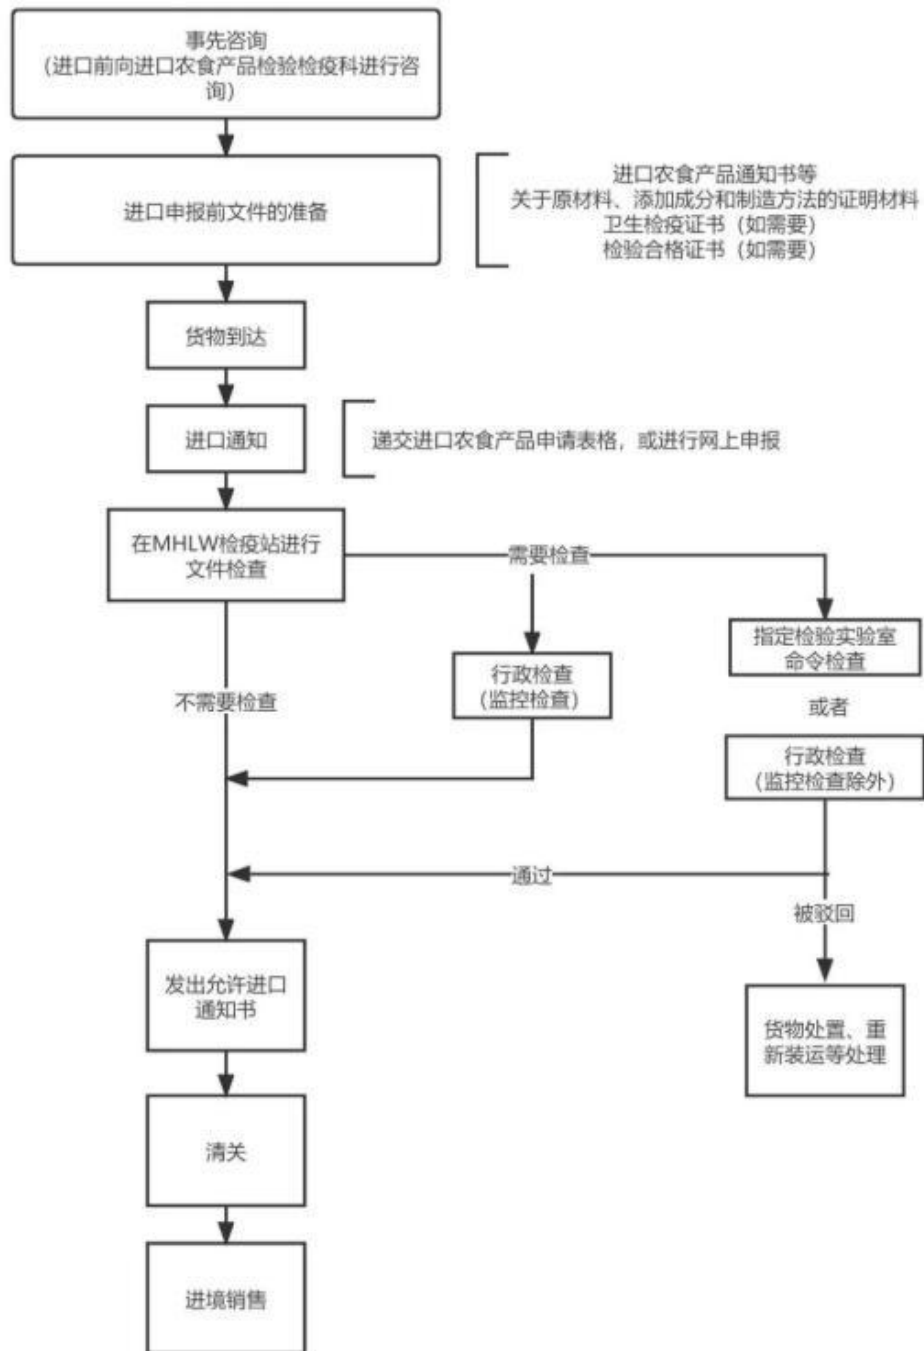 事先咨询
（进口前向进口农食产品检验检疫科进行咨
询）
进口申报前文件的准备
进口农食产品通知书等
关于原材料、添加成分和制造方法的证明材料
卫生检疫证书（如需要）
检验合格证书（如需要）
货物到达
进口通知
递交进口农食产品申请表格，或进行网上申报
在MHLW检疫站进行
文件检查
需要检查
指定检验实验室
命令检查
行政检查
（监控检查）
不需要检查
或者
行政检查
（监控检查除外）
通过
被驳回
发出允许进口
通知书
货物处置、重
新装运等处理
清关
进境销售